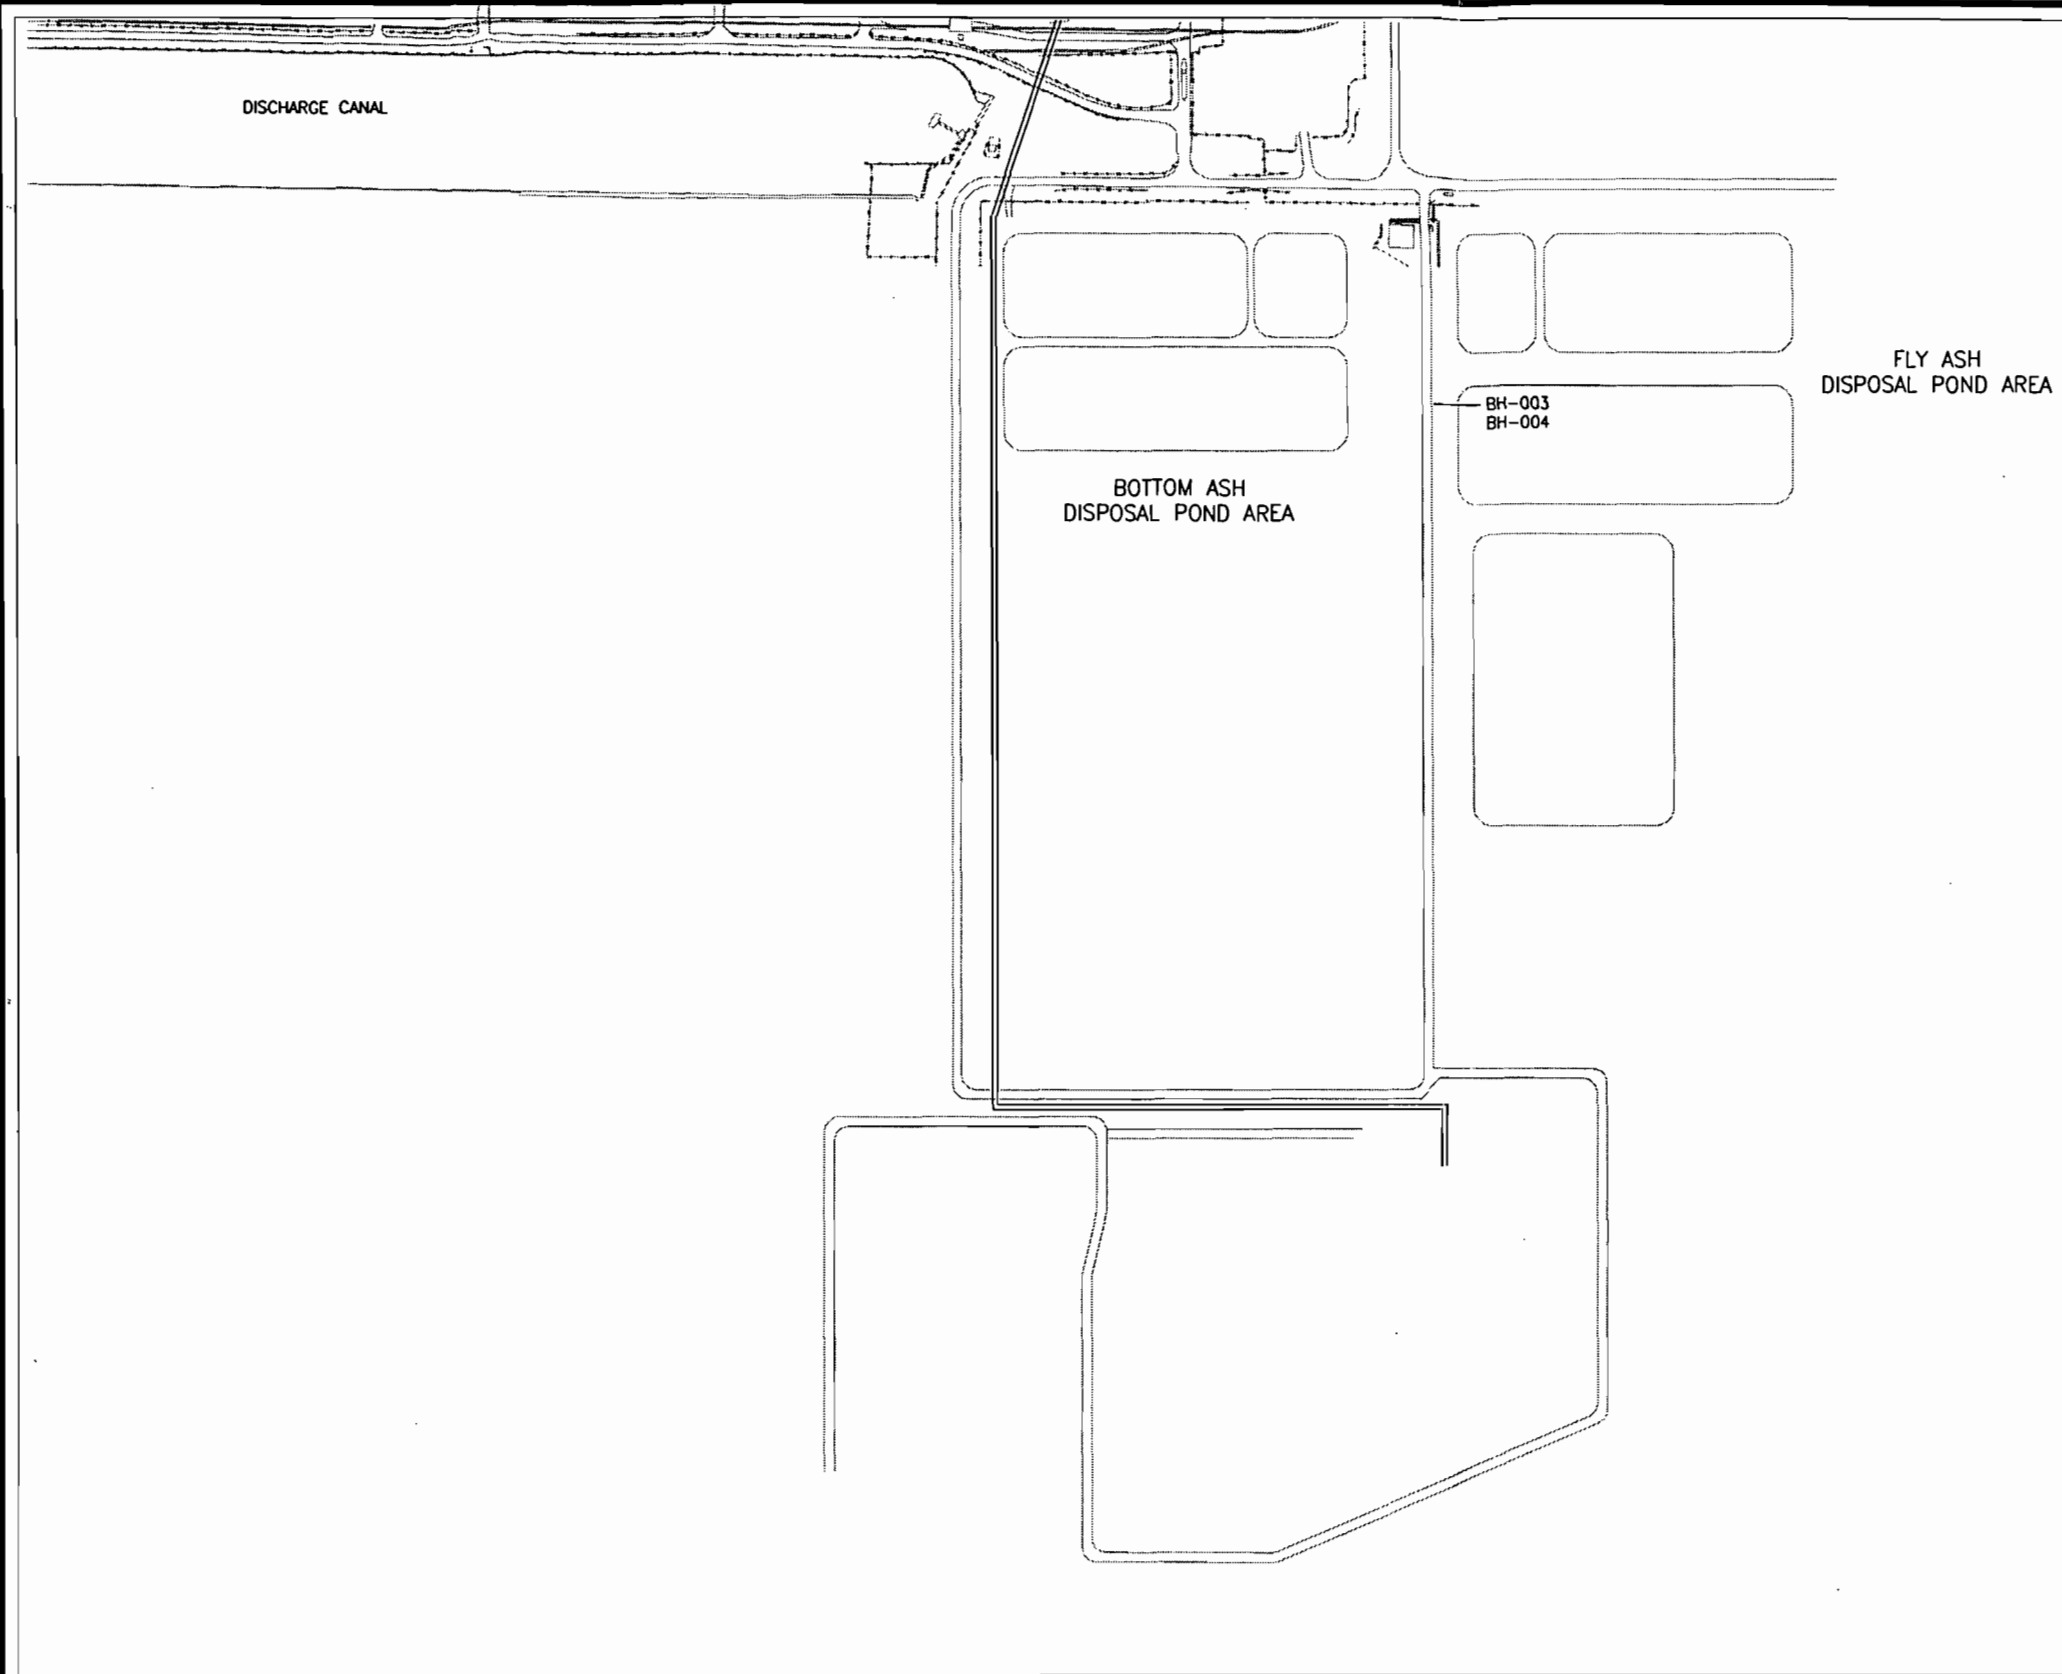 DISCHARGE CANAL
FLY ASH
DISPOSAL POND AREA
BH-003
BH-004
BOTTOM ASH
DISPOSAL POND AREA